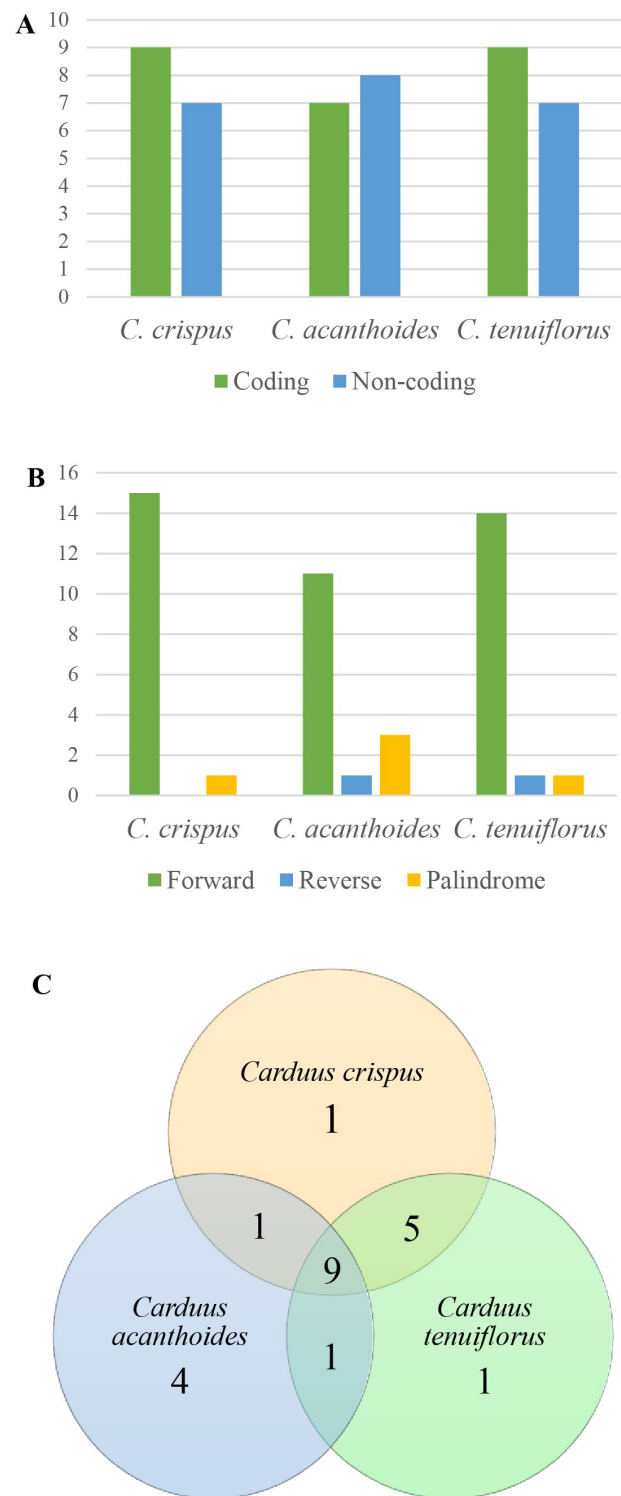 A
10
9
8
7
6
5
4
3
2
1
0
C. crispus C. acanthoides C. tenuiflorus
Coding Non-coding
B
16
14
12
10
8
6
4
2
0
C. crispus C. acanthoides C. tenuiflorus
Forward Reverse Palindrome
C
Carduus crispus
1
1
5
9
Carduus
acanthoides
4
1
Carduus
tenuiflorus
1